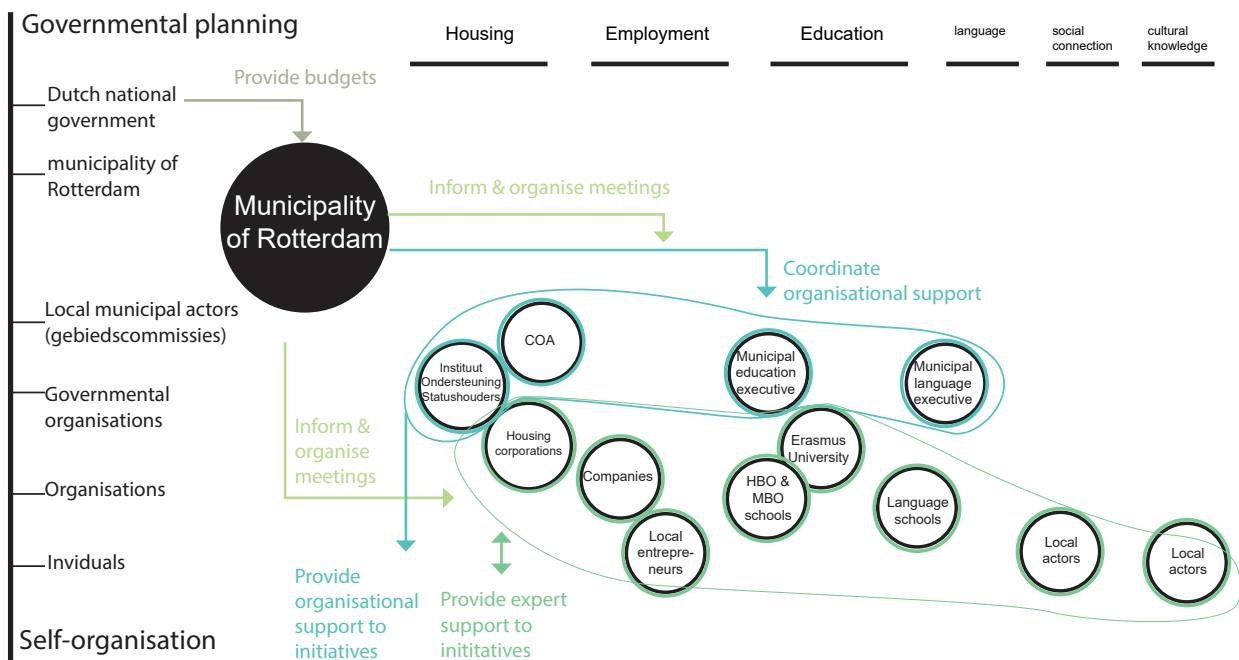 Governmental planning
Housing
Employment
Education
language
social
connection
cultural
knowledge
Provide budgets
Dutch national
government
municipality of
Rotterdam
Municipality
of Rotterdam
Inform & organise meetings
Coordinate
organisational support
Local municipal actors
(gebiedscommissies)
COA
Instituut
Ondersteuning
Statushouders
Municipal
education
executive
Municipal
language
executive
Governmental
organisations
Inform &
organise
meetings
Housing
corporations
Companies
Erasmus
University
HBO &
MBO
schools
Language
schools
Organisations
Local
entrepre-
neurs
Local
actors
Local
actors
Inviduals
Provide
organisational
support to
initiatives
Provide expert
support to
inititatives
Self-organisation